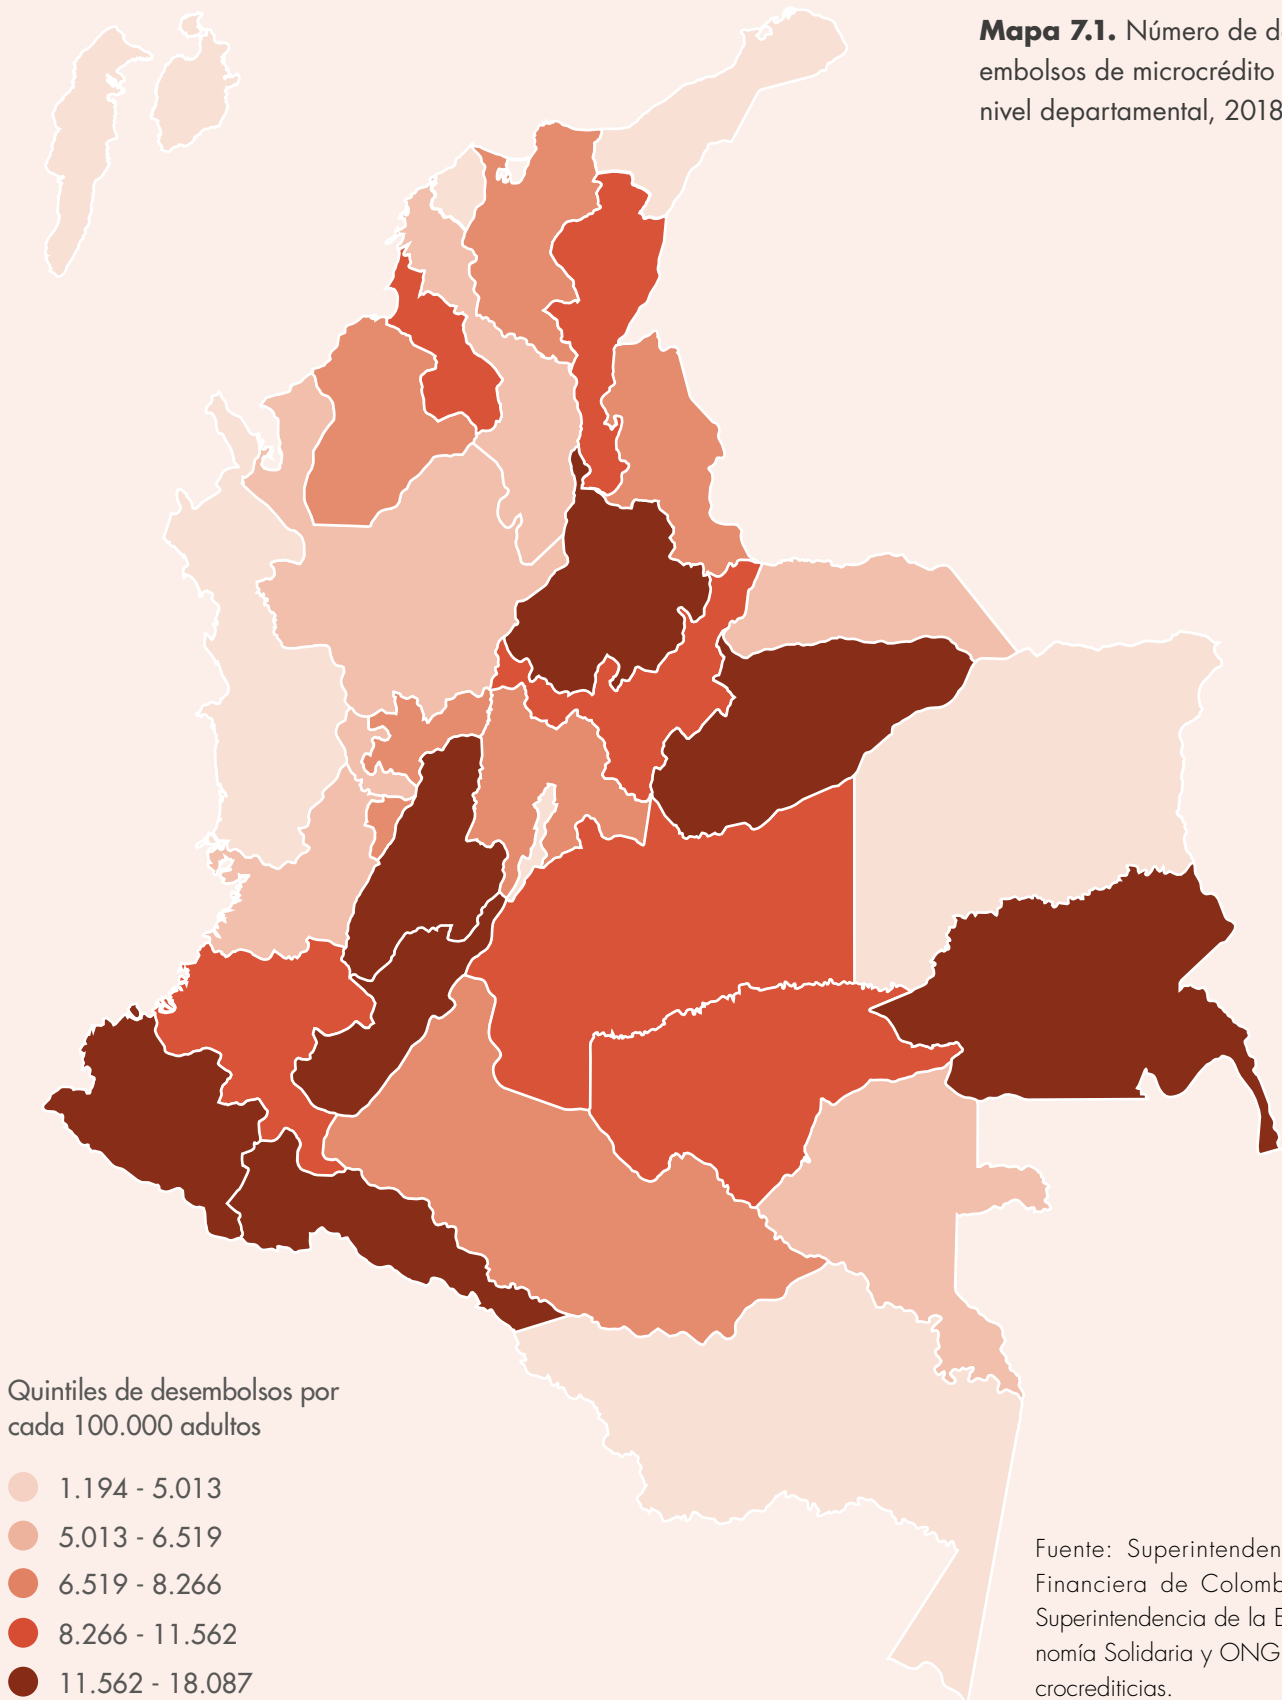 Mapa 7.1. Número de d
embolsos de microcrédito
nivel departamental, 2018
Quintiles de desembolsos por
cada 100.000 adultos
1.194 - 5.013
5.013 - 6.519
6.519 - 8.266
8.266 - 11.562
11.562 - 18.087
Fuente: Superintenden
Financiera de Colomb
Superintendencia de la E
nomía Solidaria y ONG
crocrediticias.